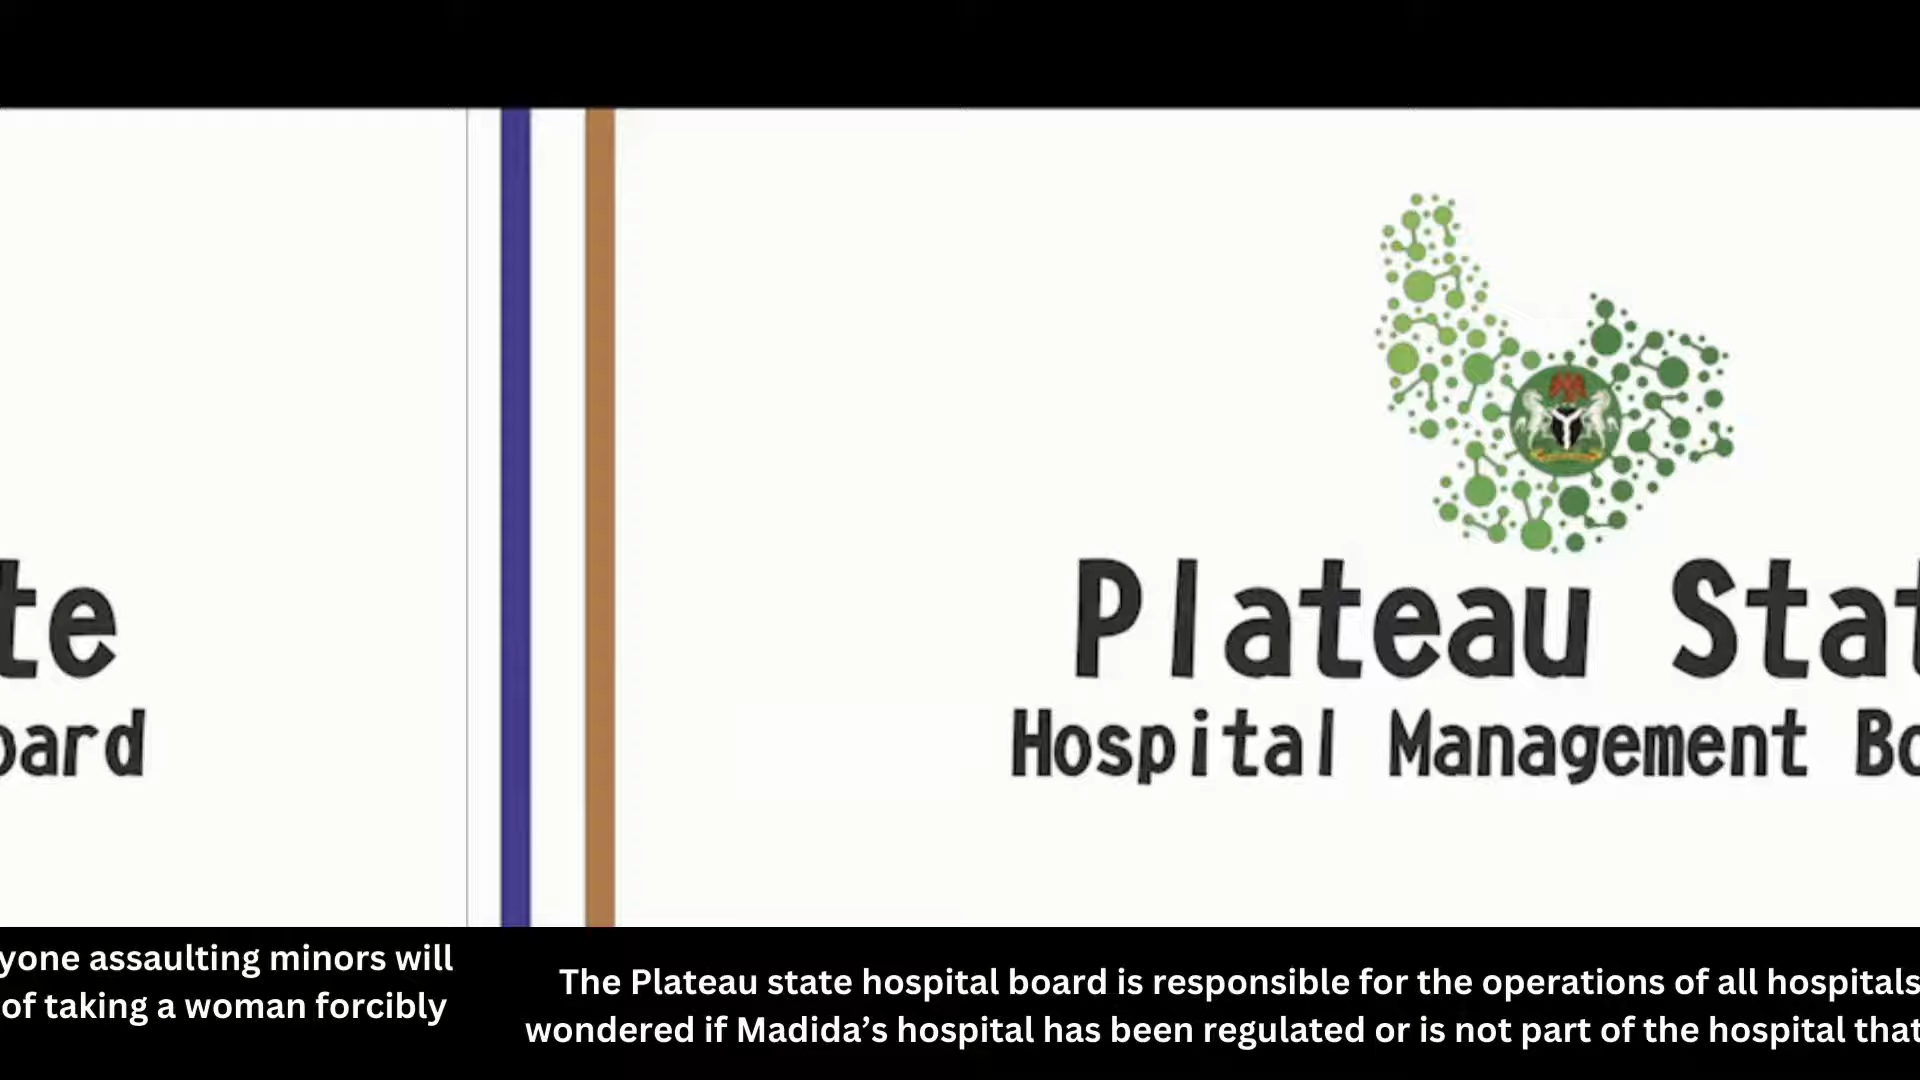 te
oard
yone assaulting minors will
of taking a woman forcibly
Plateau Stat
Hospital Management Bo
The Plateau state hospital board is responsible for the operations of all hospitals
wondered if Madida’s hospital has been regulated or is not part of the hospital that